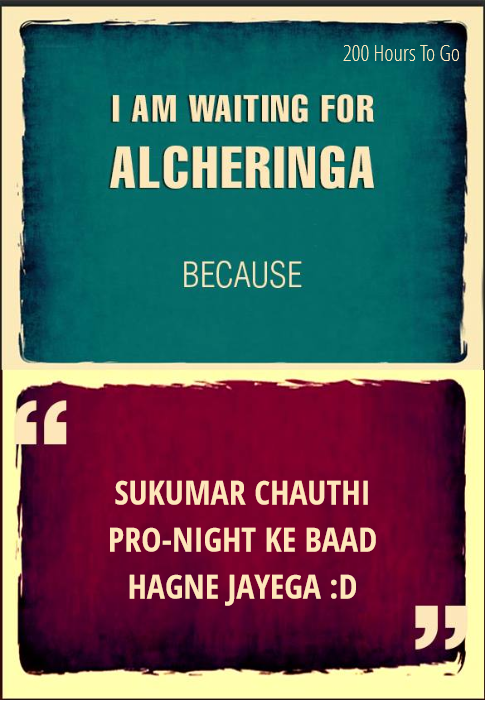 200 Hours To Go
I AM WAITING FOR
ALCHERINGA
BECAUSE
“
SUKUMAR CHAUTHI
PRO-NIGHT KE BAAD
HAGNE JAYEGA :D
”